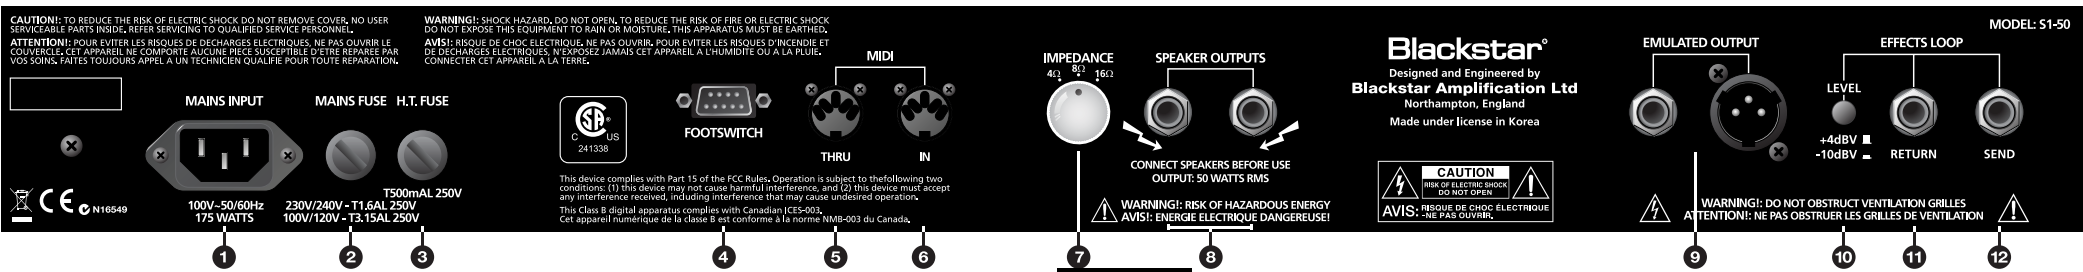 CAUTION!: TO REDUCE THE RISK OF ELECTRIC SHOCK DO NOT REMOVE COVER. NO USER
SERVICEABLE PARTS INSIDE. REFER SERVICING TO QUALIFIED SERVICE PERSONNEL.
ATTENTION!: POUR EVITER LES RISQUES DE DECHARGES ELECTRIQUES, NE PAS OUVRIR LE
COUVERCLE. CET APPAREIL NE COMPORTE AUCUNE PIECE SUSCEPTIBLE D'ETRE REPAREE PAR
VOS SOINS. FAITES TOUJOURS APPEL A UN TECHNICIEN QUALIFIE POUR TOUTE REPARATION.
WARNING!: SHOCK HAZARD. DO NOT OPEN. TO REDUCE THE RISK OF FIRE OR ELECTRIC SHOCK
DO NOT EXPOSE THIS EQUIPMENT TO RAIN OR MOISTURE. THIS APPARATUS MUST BE EARTHED.
AVIS!: RISQUE DE CHOC ELECTRIQUE. NE PAS OUVRIR. POUR EVITER LES RISQUES D'INCENDIE ET
DE DECHARGES ELECTRIQUES, N'EXPOSEZ JAMAIS CET APPAREIL A L'HUMIDITE OU A LA PLUIE.
CONNECTER CET APPAREIL A LA TERRE.
MAINS INPUT
MAINS FUSE
H.T. FUSE
CE
N16549
100V~50/60Hz
175 WATTS
T500mAL 250V
230V/240V - T1.6AL 250V
100V/120V - T3.15AL 250V
C SA ® US
241338
FOOTSWITCH
MIDI
THRU
IN
This device complies with Part 15 of the FCC Rules. Operation is subject to thefollowing two
conditions: (1) this device may not cause harmful interference, and (2) this device must accept
any interference received, including interference that may cause undesired operation.
This Class B digital apparatus complies with Canadian ICES-003.
Cet appareil numérique de la classe B est conforme à la norme NMB-003 du Canada.
IMPEDANCE
4Ω 8Ω 16Ω
SPEAKER OUTPUTS
CONNECT SPEAKERS BEFORE USE
OUTPUT: 50 WATTS RMS
WARNING!: RISK OF HAZARDOUS ENERGY
AVIS!: ENERGIE ELECTRIQUE DANGEREUSE!
Blackstar®
Designed and Engineered by
Blackstar Amplification Ltd
Northampton, England
Made under license in Korea
CAUTION
RISK OF ELECTRIC SHOCK
DO NOT OPEN
AVIS. RISQUE DE CHOC ÉLECTRIQUE
-NE PAS OUVRIR.
MODEL: S1-50
EMULATED OUTPUT
EFFECTS LOOP
LEVEL
+4dBV
-10dBV
RETURN
SEND
WARNING!: DO NOT OBSTRUCT VENTILATION GRILLES
ATTENTION!: NE PAS OBSTRUER LES GRILLES DE VENTILATION
1 2 3 4 5 6 7 8 9 10 11 12